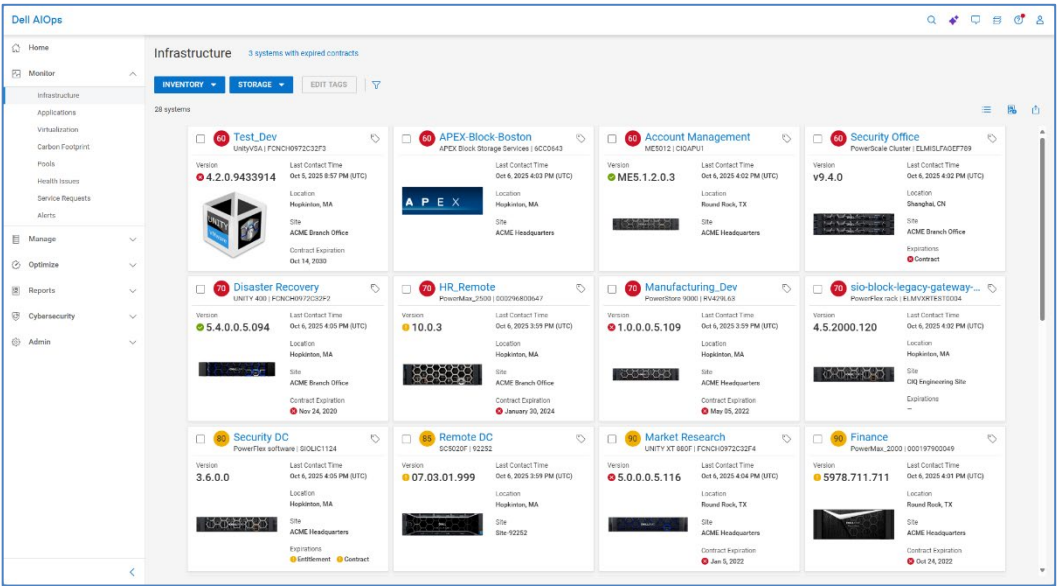 Dell AIOps
Home
Monitor
Infrastructure
Applications
Virtualization
Carbon Footprint
Pools
Health Issues
Service Requests
Alerts
Manage
Optimize
Reports
Cybersecurity
Admin
Infrastructure 3 systems with expired contracts
INVENTORY STORAGE EDIT TAGS
28 systems
60 Test_Dev
UnityVSA | FCNCH0972C32F3
Version
4.2.0.9433914
Last Contact Time
Oct 5, 2025 8:57 PM (UTC)
Location
Hopkinton, MA
Site
ACME Branch Office
Contract Expiration
Oct 14, 2030
UNITY
60 APEX-Block-Boston
APEX Block Storage Services | 6CC0643
APEX
Last Contact Time
Oct 6, 2025 4:03 PM (UTC)
Location
Hopkinton, MA
Site
ACME Headquarters
60 Account Management
ME5012 | CIQAPU1
Version
ME5.1.2.0.3
Last Contact Time
Oct 6, 2025 4:02 PM (UTC)
Location
Round Rock, TX
Site
ACME Headquarters
60 Security Office
PowerScale Cluster | ELMISLFAGEF789
Version
v9.4.0
Last Contact Time
Oct 6, 2025 4:02 PM (UTC)
Location
Shanghai, CN
Site
ACME Branch Office
Expirations
Contract
70 Disaster Recovery
UNITY 400 | FCNCH0972C32F2
Version
5.4.0.0.5.094
Last Contact Time
Oct 6, 2025 4:05 PM (UTC)
Location
Hopkinton, MA
Site
ACME Branch Office
Contract Expiration
Nov 24, 2020
70 HR_Remote
PowerMax_2500 | 000296800647
Version
10.0.3
Last Contact Time
Oct 6, 2025 3:59 PM (UTC)
Location
Hopkinton, MA
Site
ACME Branch Office
Contract Expiration
January 30, 2024
70 Manufacturing_Dev
PowerStore 9000 | RV429L63
Version
1.0.0.0.5.109
Last Contact Time
Oct 6, 2025 3:59 PM (UTC)
Location
Hopkinton, MA
Site
ACME Headquarters
Contract Expiration
May 05, 2022
70 sio-block-legacy-gateway-...
PowerFlex rack | ELMVXRTEST0004
Version
4.5.2000.120
Last Contact Time
Oct 6, 2025 4:02 PM (UTC)
Location
Hopkinton, MA
Site
CIQ Engineering Site
Expirations
--
80 Security DC
PowerFlex software | SIOLIC1124
Version
3.6.0.0
Last Contact Time
Oct 6, 2025 4:05 PM (UTC)
Location
Hopkinton, MA
Site
ACME Headquarters
Expirations
Entitlement Contract
85 Remote DC
SC5020F | 92252
Version
07.03.01.999
Last Contact Time
Oct 6, 2025 3:59 PM (UTC)
Location
Hopkinton, MA
Site
Site-92252
90 Market Research
UNITY XT 880F | FCNCH0972C32F4
Version
5.0.0.0.5.116
Last Contact Time
Oct 6, 2025 4:04 PM (UTC)
Location
Round Rock, TX
Site
ACME Headquarters
Contract Expiration
Jan 5, 2022
90 Finance
PowerMax_2000 | 000197900049
Version
5978.711.711
Last Contact Time
Oct 6, 2025 4:01 PM (UTC)
Location
Round Rock, TX
Site
ACME Headquarters
Contract Expiration
Oct 24, 2022